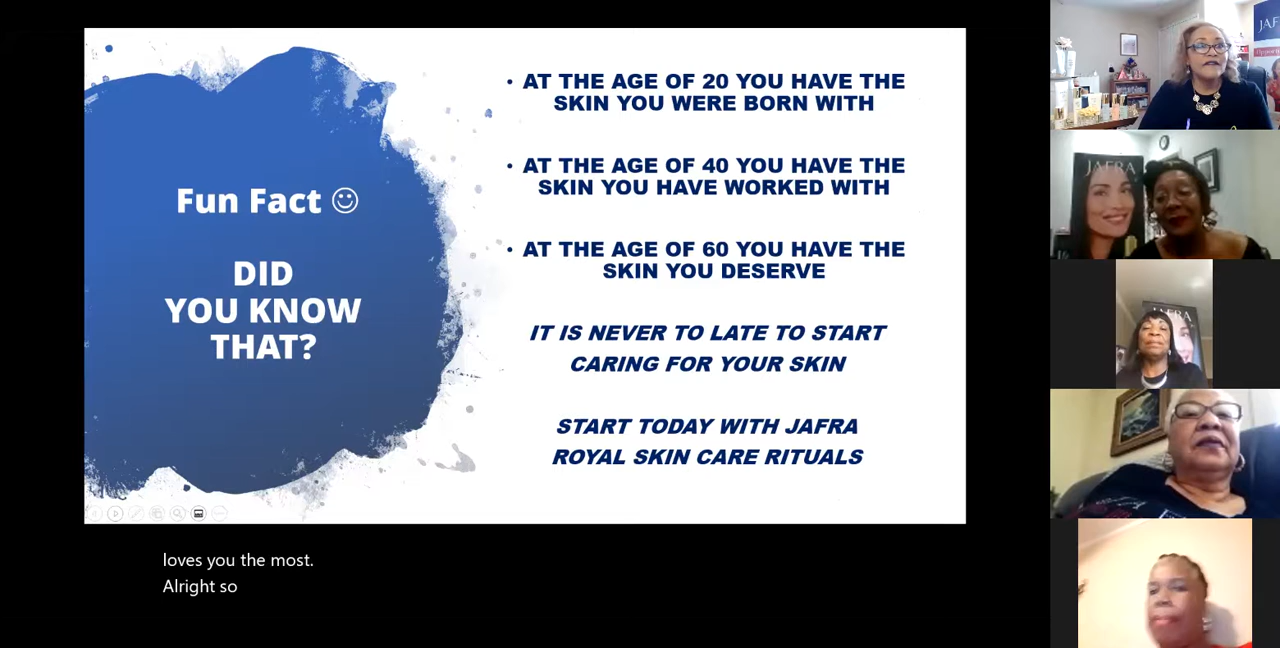 Fun Fact ☺
DID
YOU KNOW
THAT?
• AT THE AGE OF 20 YOU HAVE THE
SKIN YOU WERE BORN WITH
• AT THE AGE OF 40 YOU HAVE THE
SKIN YOU HAVE WORKED WITH
• AT THE AGE OF 60 YOU HAVE THE
SKIN YOU DESERVE
IT IS NEVER TO LATE TO START
CARING FOR YOUR SKIN
START TODAY WITH JAFRA
ROYAL SKIN CARE RITUALS
loves you the most.
Alright so
JAFRA